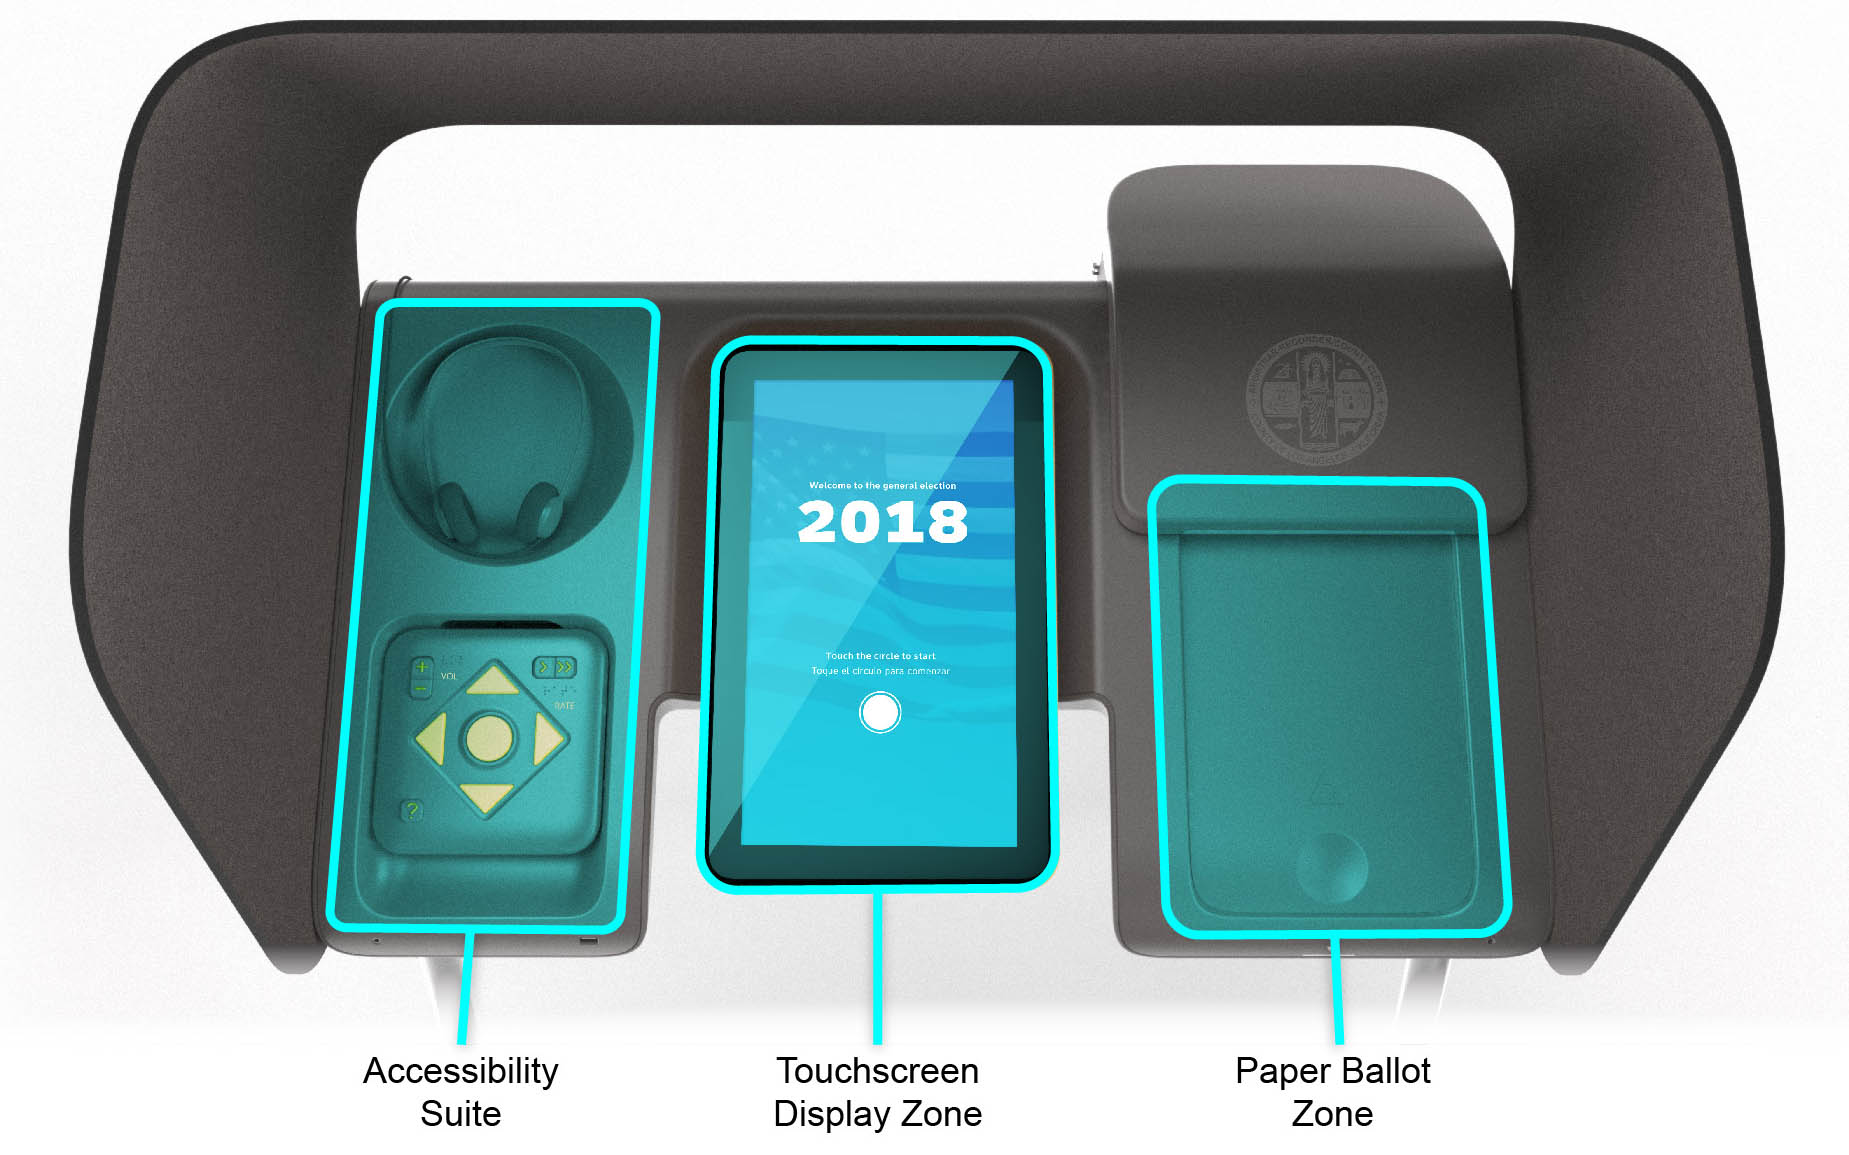 Welcome to the general election
2018
Touch the circle to start
Toque el círculo para comenzar
+
VOL
−
RATE
?
Accessibility
Suite
Touchscreen
Display Zone
Paper Ballot
Zone